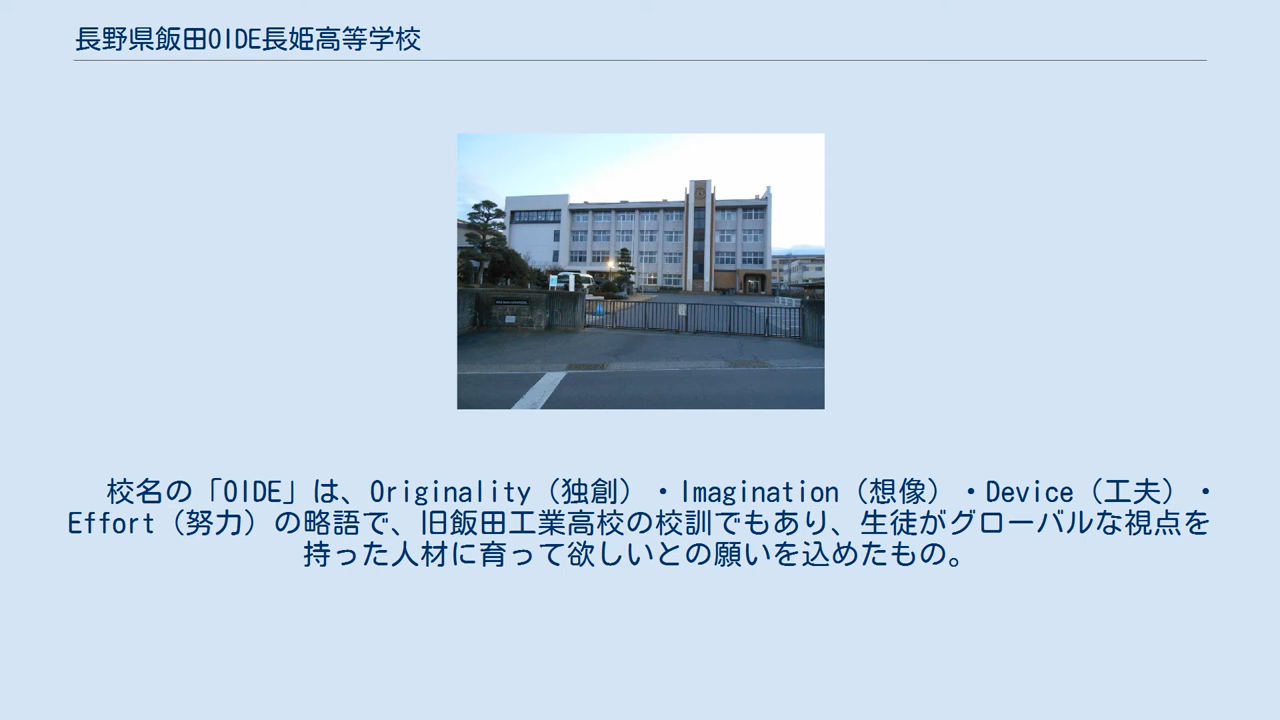 長野県飯田OIDE長姫高等学校
校名の「OIDE」は、Originality（独創）・Imagination（想像）・Device（工夫）・
Effort（努力）の略語で、旧飯田工業高校の校訓でもあり、生徒がグローバルな視点を
持った人材に育って欲しいとの願いを込めたもの。